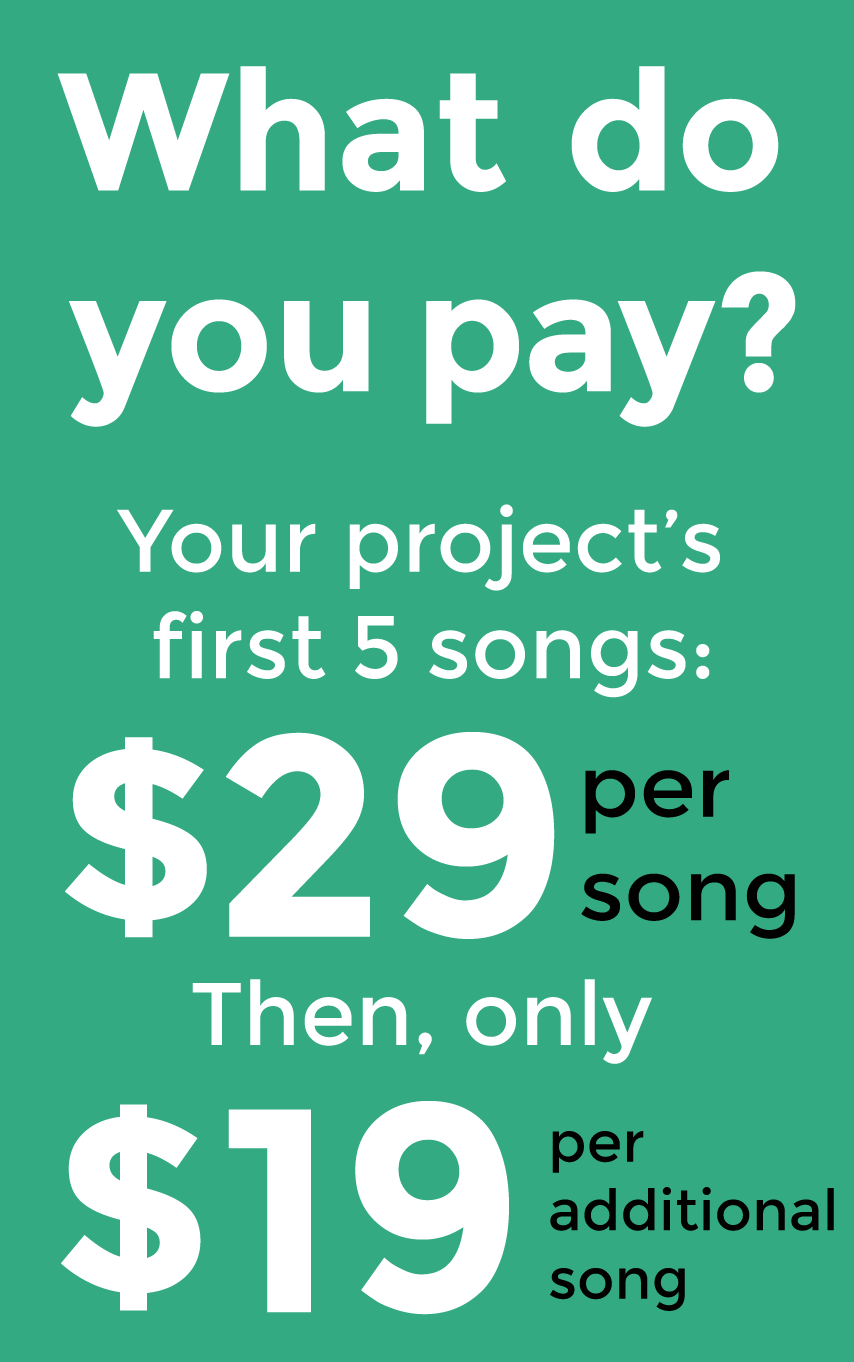 What do
you pay?
Your project’s
first 5 songs:
$29 per
song
Then, only
$19 per
additional
song